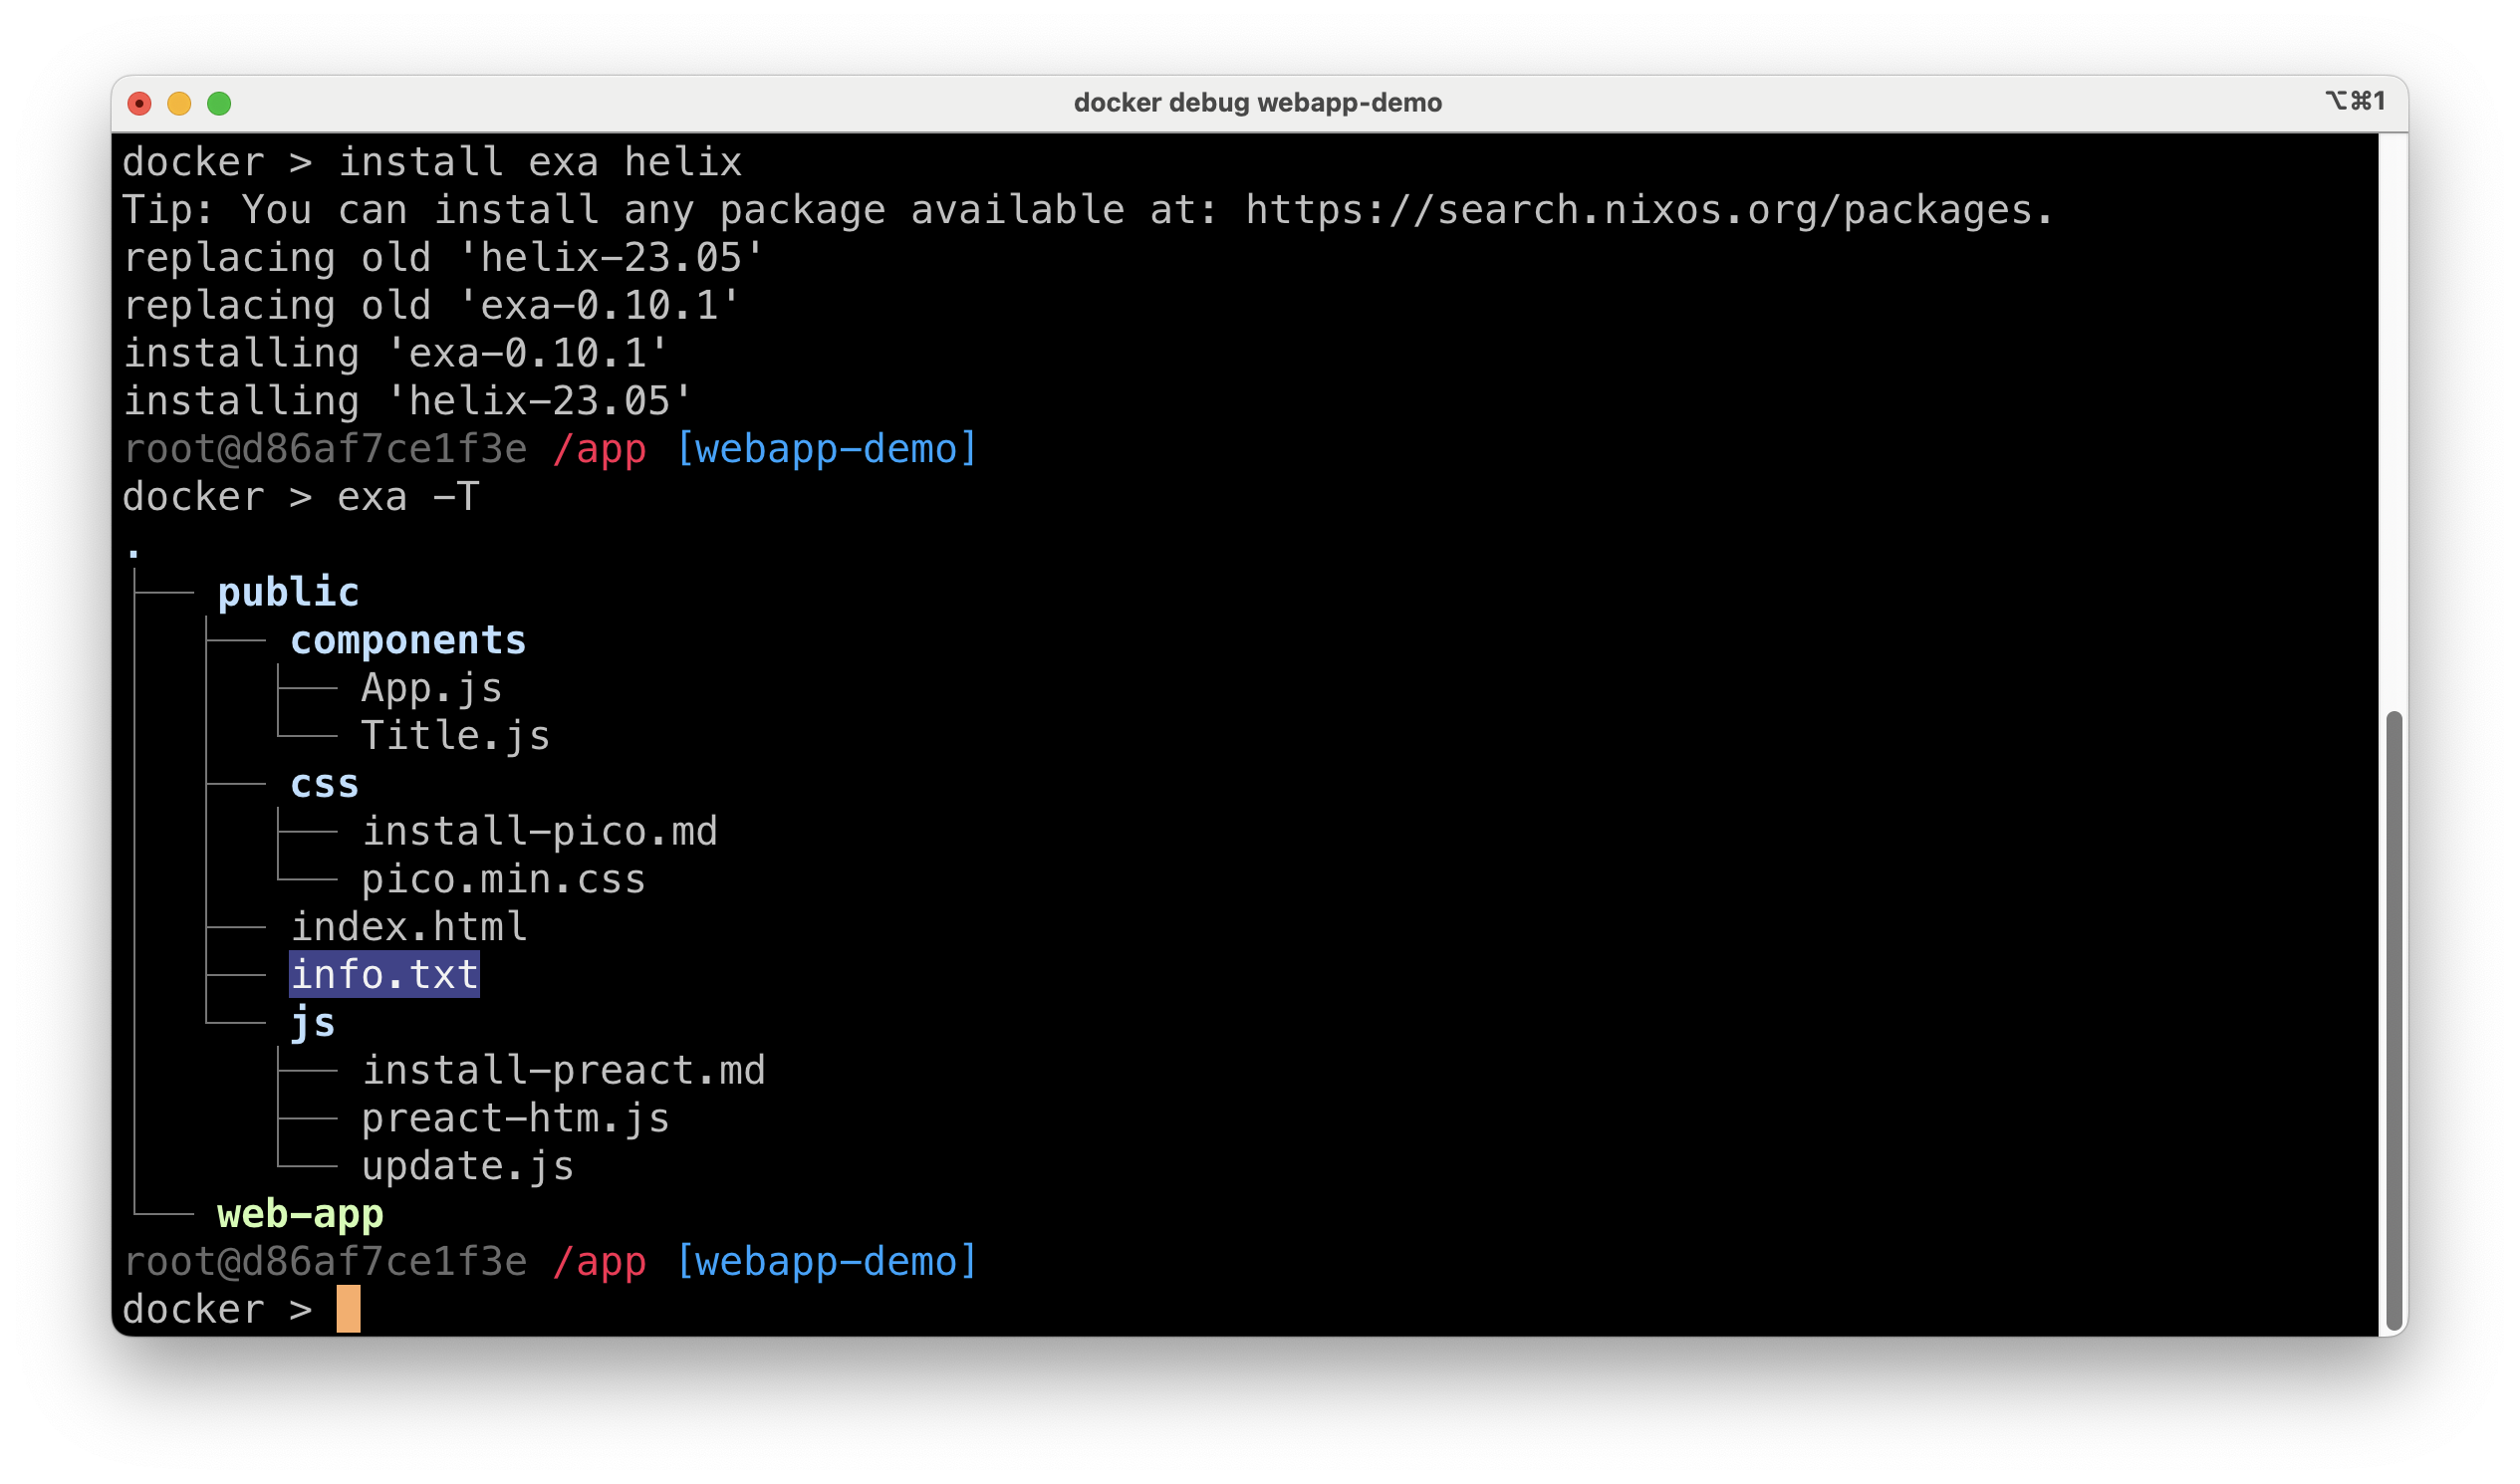 docker debug webapp-demo
⌥⌘1
docker > install exa helix
Tip: You can install any package available at: https://search.nixos.org/packages.
replacing old 'helix-23.05'
replacing old 'exa-0.10.1'
installing 'exa-0.10.1'
installing 'helix-23.05'
root@d86af7ce1f3e /app [webapp-demo]
docker > exa -T
.
├── public
│  ├── components
│  │  ├── App.js
│  │  └── Title.js
│  ├── css
│  │  ├── install-pico.md
│  │  └── pico.min.css
│  ├── index.html
│  ├── info.txt
│  └── js
│     ├── install-preact.md
│     ├── preact-htm.js
│     └── update.js
└── web-app
root@d86af7ce1f3e /app [webapp-demo]
docker >